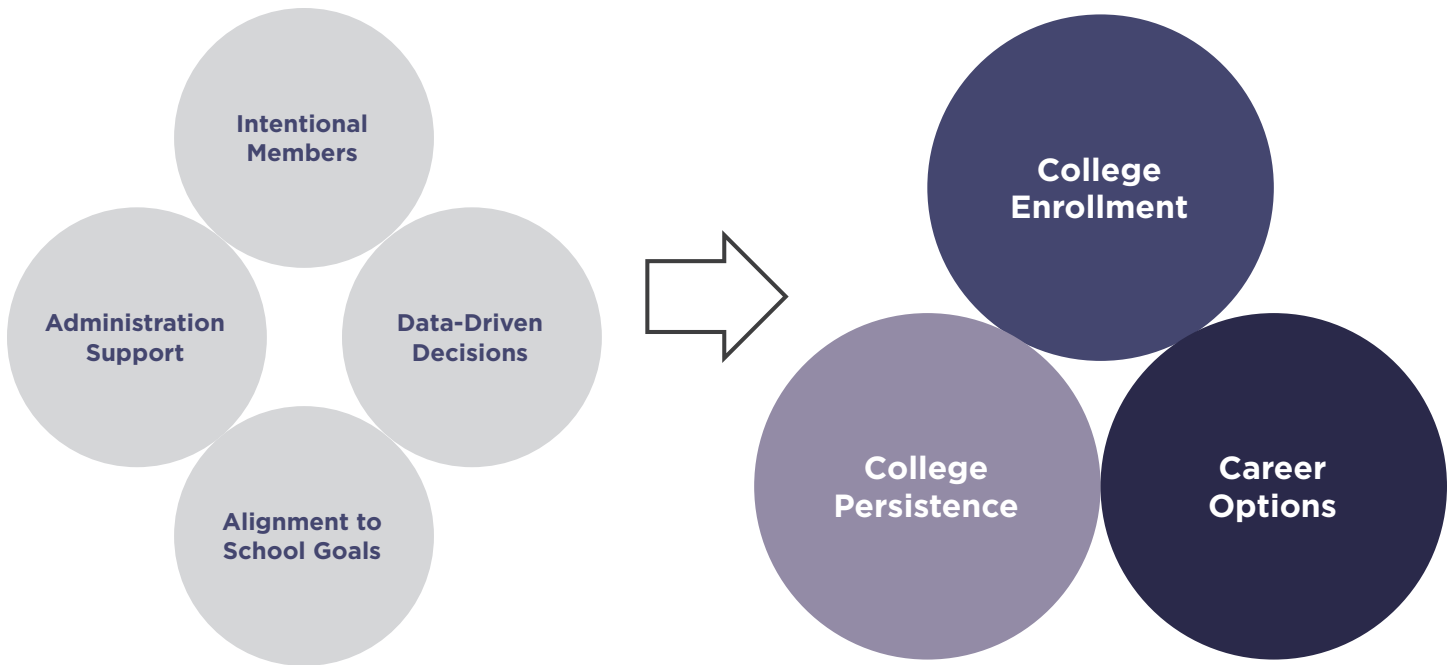 Intentional
Members
Administration
Support
Data-Driven
Decisions
Alignment to
School Goals
College
Enrollment
College
Persistence
Career
Options